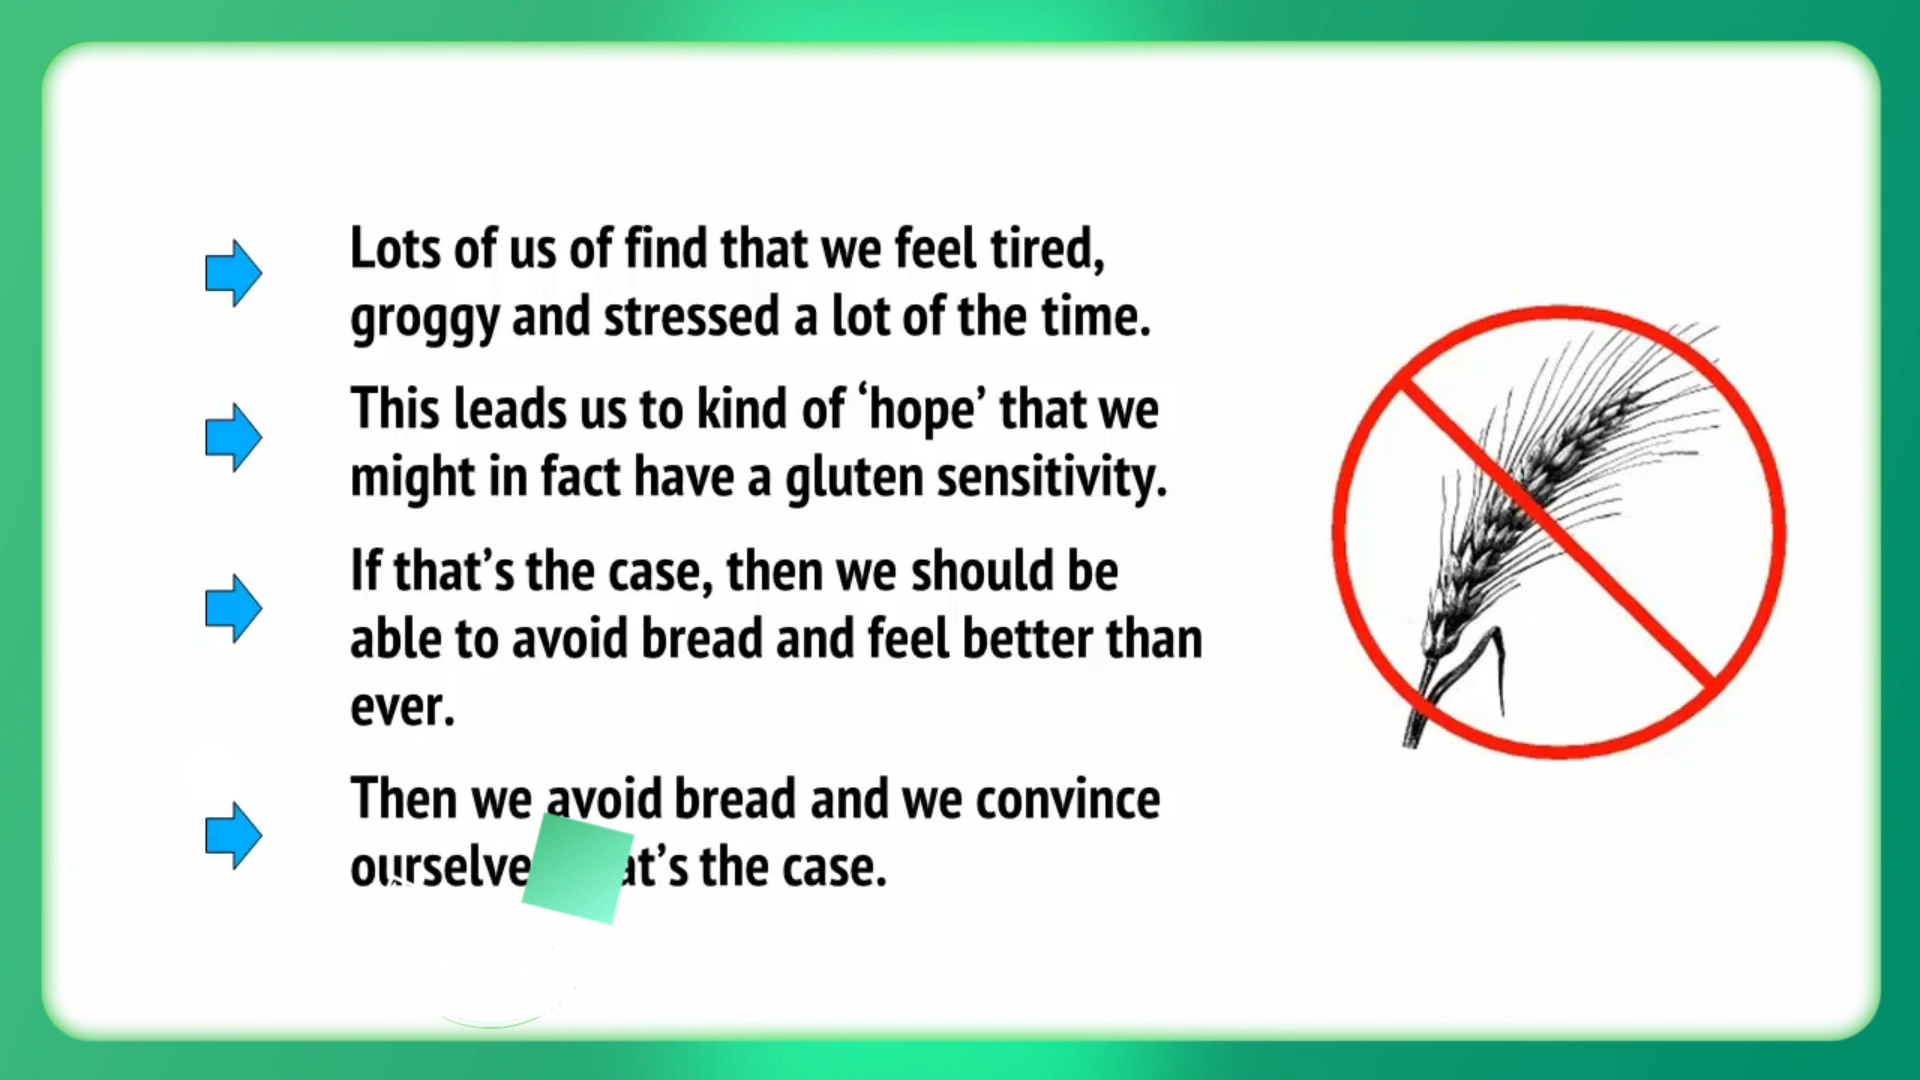 Lots of us of find that we feel tired,
groggy and stressed a lot of the time.
This leads us to kind of ‘hope’ that we
might in fact have a gluten sensitivity.
If that’s the case, then we should be
able to avoid bread and feel better than
ever.
Then we avoid bread and we convince
the case.